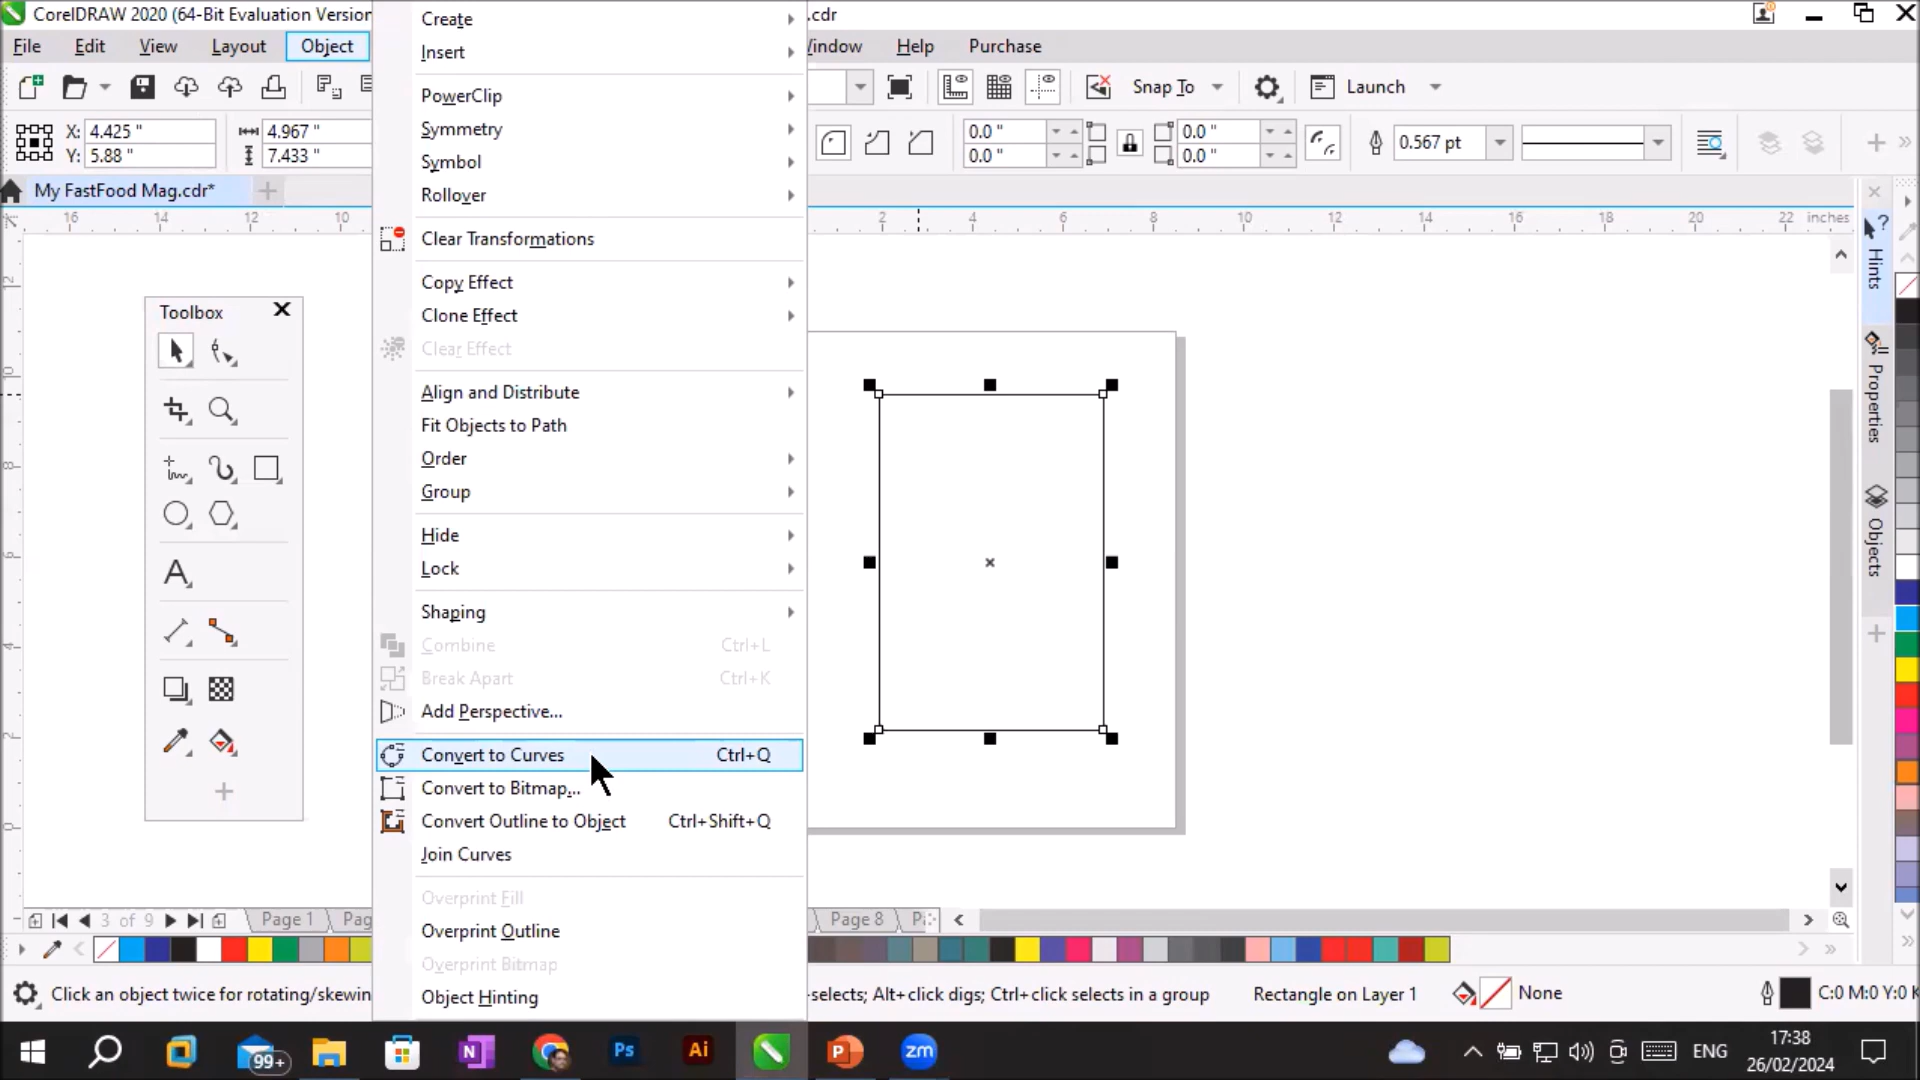 CorelDRAW 2020 (64-Bit Evaluation Version
.cdr
File Edit View Layout Object
Window Help Purchase
Snap To Launch
X: 4.425 "
Y: 5.88 "
4.967 "
7.433 "
0.0 "
0.0 "
0.0 "
0.0 "
0.567 pt
My FastFood Mag.cdr*
16 14 12 10
2 4 6 8 10 12 14 16 18 20 22 inches
12
10
8
6
4
2
0
Toolbox
Create
Insert
PowerClip
Symmetry
Symbol
Rollover
Clear Transformations
Copy Effect
Clone Effect
Clear Effect
Align and Distribute
Fit Objects to Path
Order
Group
Hide
Lock
Shaping
Combine Ctrl+L
Break Apart Ctrl+K
Add Perspective...
Convert to Curves Ctrl+Q
Convert to Bitmap...
Convert Outline to Object Ctrl+Shift+Q
Join Curves
Overprint Fill
Overprint Outline
Overprint Bitmap
Object Hinting
Hints
Properties
Objects
3 of 9 Page 1 Pag
Page 8
Click an object twice for rotating/skewin
-selects; Alt+click digs; Ctrl+click selects in a group
Rectangle on Layer 1
None
C:0 M:0 Y:0 K
99+
N
Ps
Ai
P
zm
ENG
17:38
26/02/2024